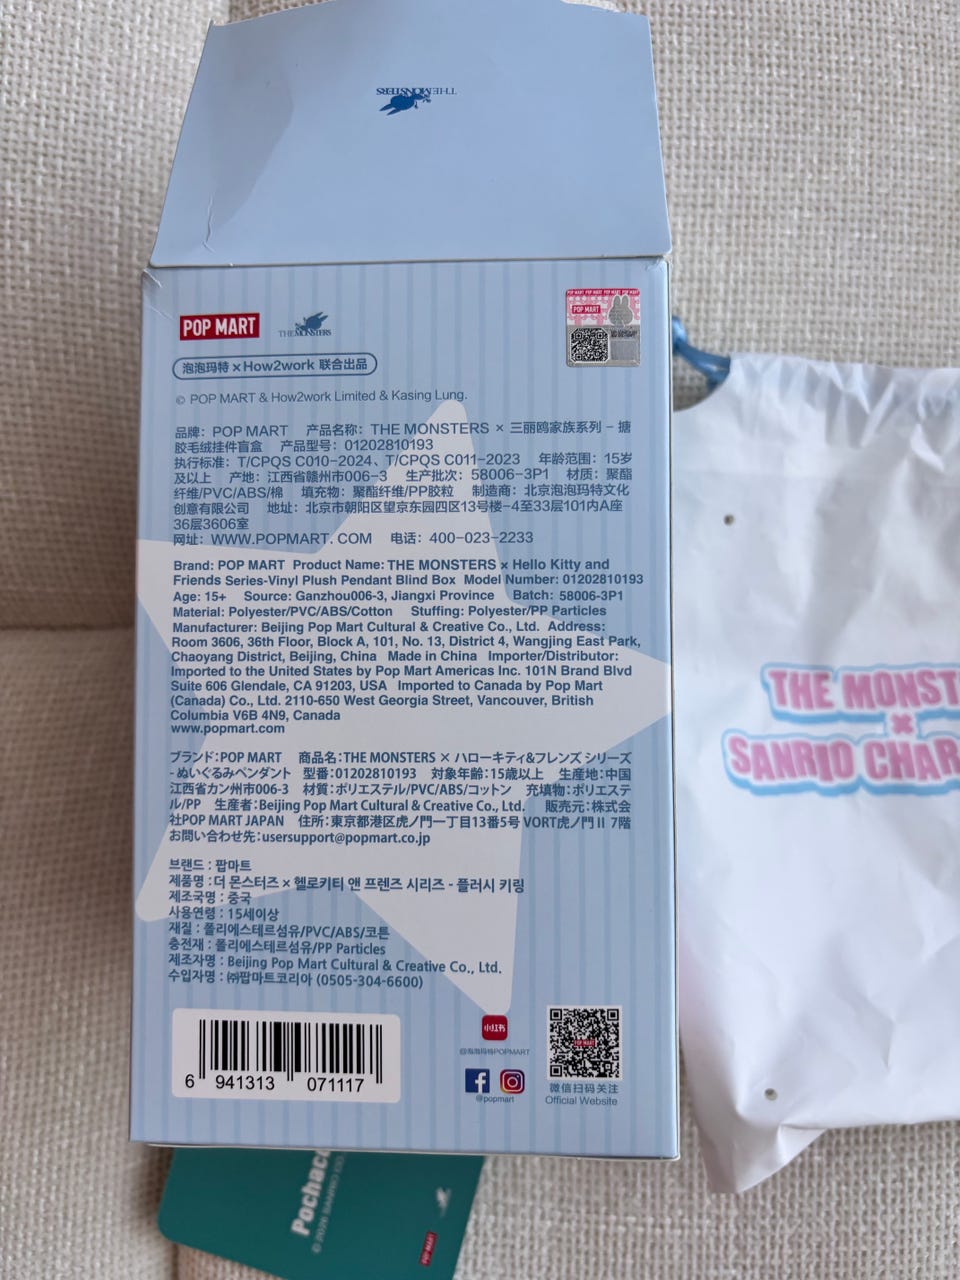 THE MONSTERS
POP MART
THE MONSTERS
POP MART
POP MART POP MART POP MART POP MART
泡泡玛特 × How2work 联合出品
© POP MART & How2work Limited & Kasing Lung.
品牌：POP MART 产品名称：THE MONSTERS × 三丽鸥家族系列 - 搪
胶毛绒挂件盲盒 产品型号：01202810193
执行标准：T/CPQS C010-2024、T/CPQS C011-2023 年龄范围：15岁
及以上 产地：江西省赣州市006-3 生产批次：58006-3P1 材质：聚酯
纤维/PVC/ABS/棉 填充物：聚酯纤维/PP胶粒 制造商：北京泡泡玛特文化
创意有限公司 地址：北京市朝阳区望京东园四区13号楼-4至33层101内A座
36层3606室
网址：WWW.POPMART.COM 电话：400-023-2233
Brand: POP MART Product Name: THE MONSTERS × Hello Kitty and
Friends Series-Vinyl Plush Pendant Blind Box Model Number: 01202810193
Age: 15+ Source: Ganzhou006-3, Jiangxi Province Batch: 58006-3P1
Material: Polyester/PVC/ABS/Cotton Stuffing: Polyester/PP Particles
Manufacturer: Beijing Pop Mart Cultural & Creative Co., Ltd. Address:
Room 3606, 36th Floor, Block A, 101, No. 13, District 4, Wangjing East Park,
Chaoyang District, Beijing, China Made in China Importer/Distributor:
Imported to the United States by Pop Mart Americas Inc. 101N Brand Blvd
Suite 606 Glendale, CA 91203, USA Imported to Canada by Pop Mart
(Canada) Co., Ltd. 2110-650 West Georgia Street, Vancouver, British
Columbia V6B 4N9, Canada
www.popmart.com
ブランド：POP MART 商品名：THE MONSTERS × ハローキティ&フレンズ シリーズ
- ぬいぐるみペンダント 型番：01202810193 対象年齢：15歳以上 生産地：中国
江西省カン州市006-3 材質：ポリエステル/PVC/ABS/コットン 充填物：ポリエステ
ル/PP 生産者：Beijing Pop Mart Cultural & Creative Co., Ltd. 販売元：株式会
社POP MART JAPAN 住所：東京都港区虎ノ門一丁目13番5号 VORT虎ノ門Ⅱ 7階
お問い合わせ先：usersupport@popmart.co.jp
브랜드 : 팝마트
제품명 : 더 몬스터즈 × 헬로키티 앤 프렌즈 시리즈 - 플러시 키링
제조국명 : 중국
사용연령 : 15세이상
재질 : 폴리에스테르섬유/PVC/ABS/코튼
충전재 : 폴리에스테르섬유/PP Particles
제조자명 : Beijing Pop Mart Cultural & Creative Co., Ltd.
수입자명 : ㈜팝마트코리아 (0505-304-6600)
6 941313 071117
小红书
@泡泡玛特POPMART
@popmart
POP MART
微信扫码关注
Official Website
THE MONST
×
SANRIO CHAR
Pochacc
POP MART